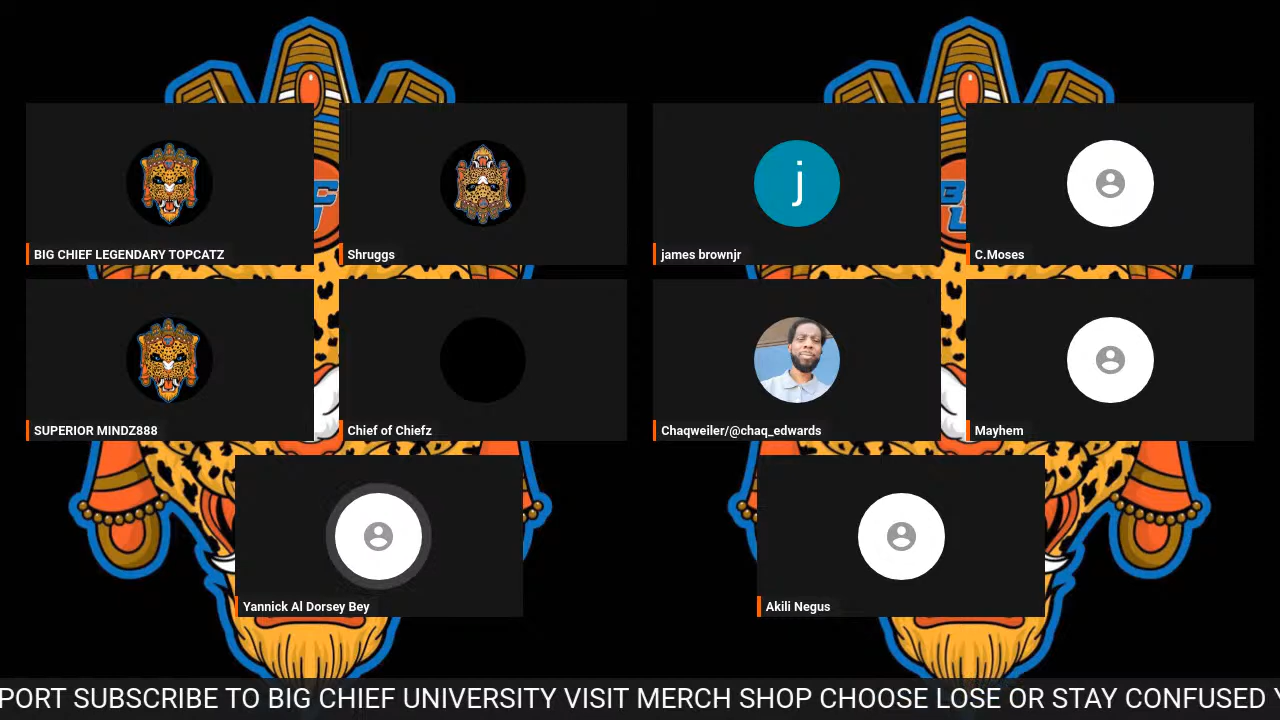 BIG CHIEF LEGENDARY TOPCATZ
Shruggs
j
james brownjr
C.Moses
SUPERIOR MINDZ888
Chief of Chiefz
Chaqweiler/@chaq_edwards
Mayhem
Yannick Al Dorsey Bey
Akili Negus
PORT SUBSCRIBE TO BIG CHIEF UNIVERSITY VISIT MERCH SHOP CHOOSE LOSE OR STAY CONFUSED